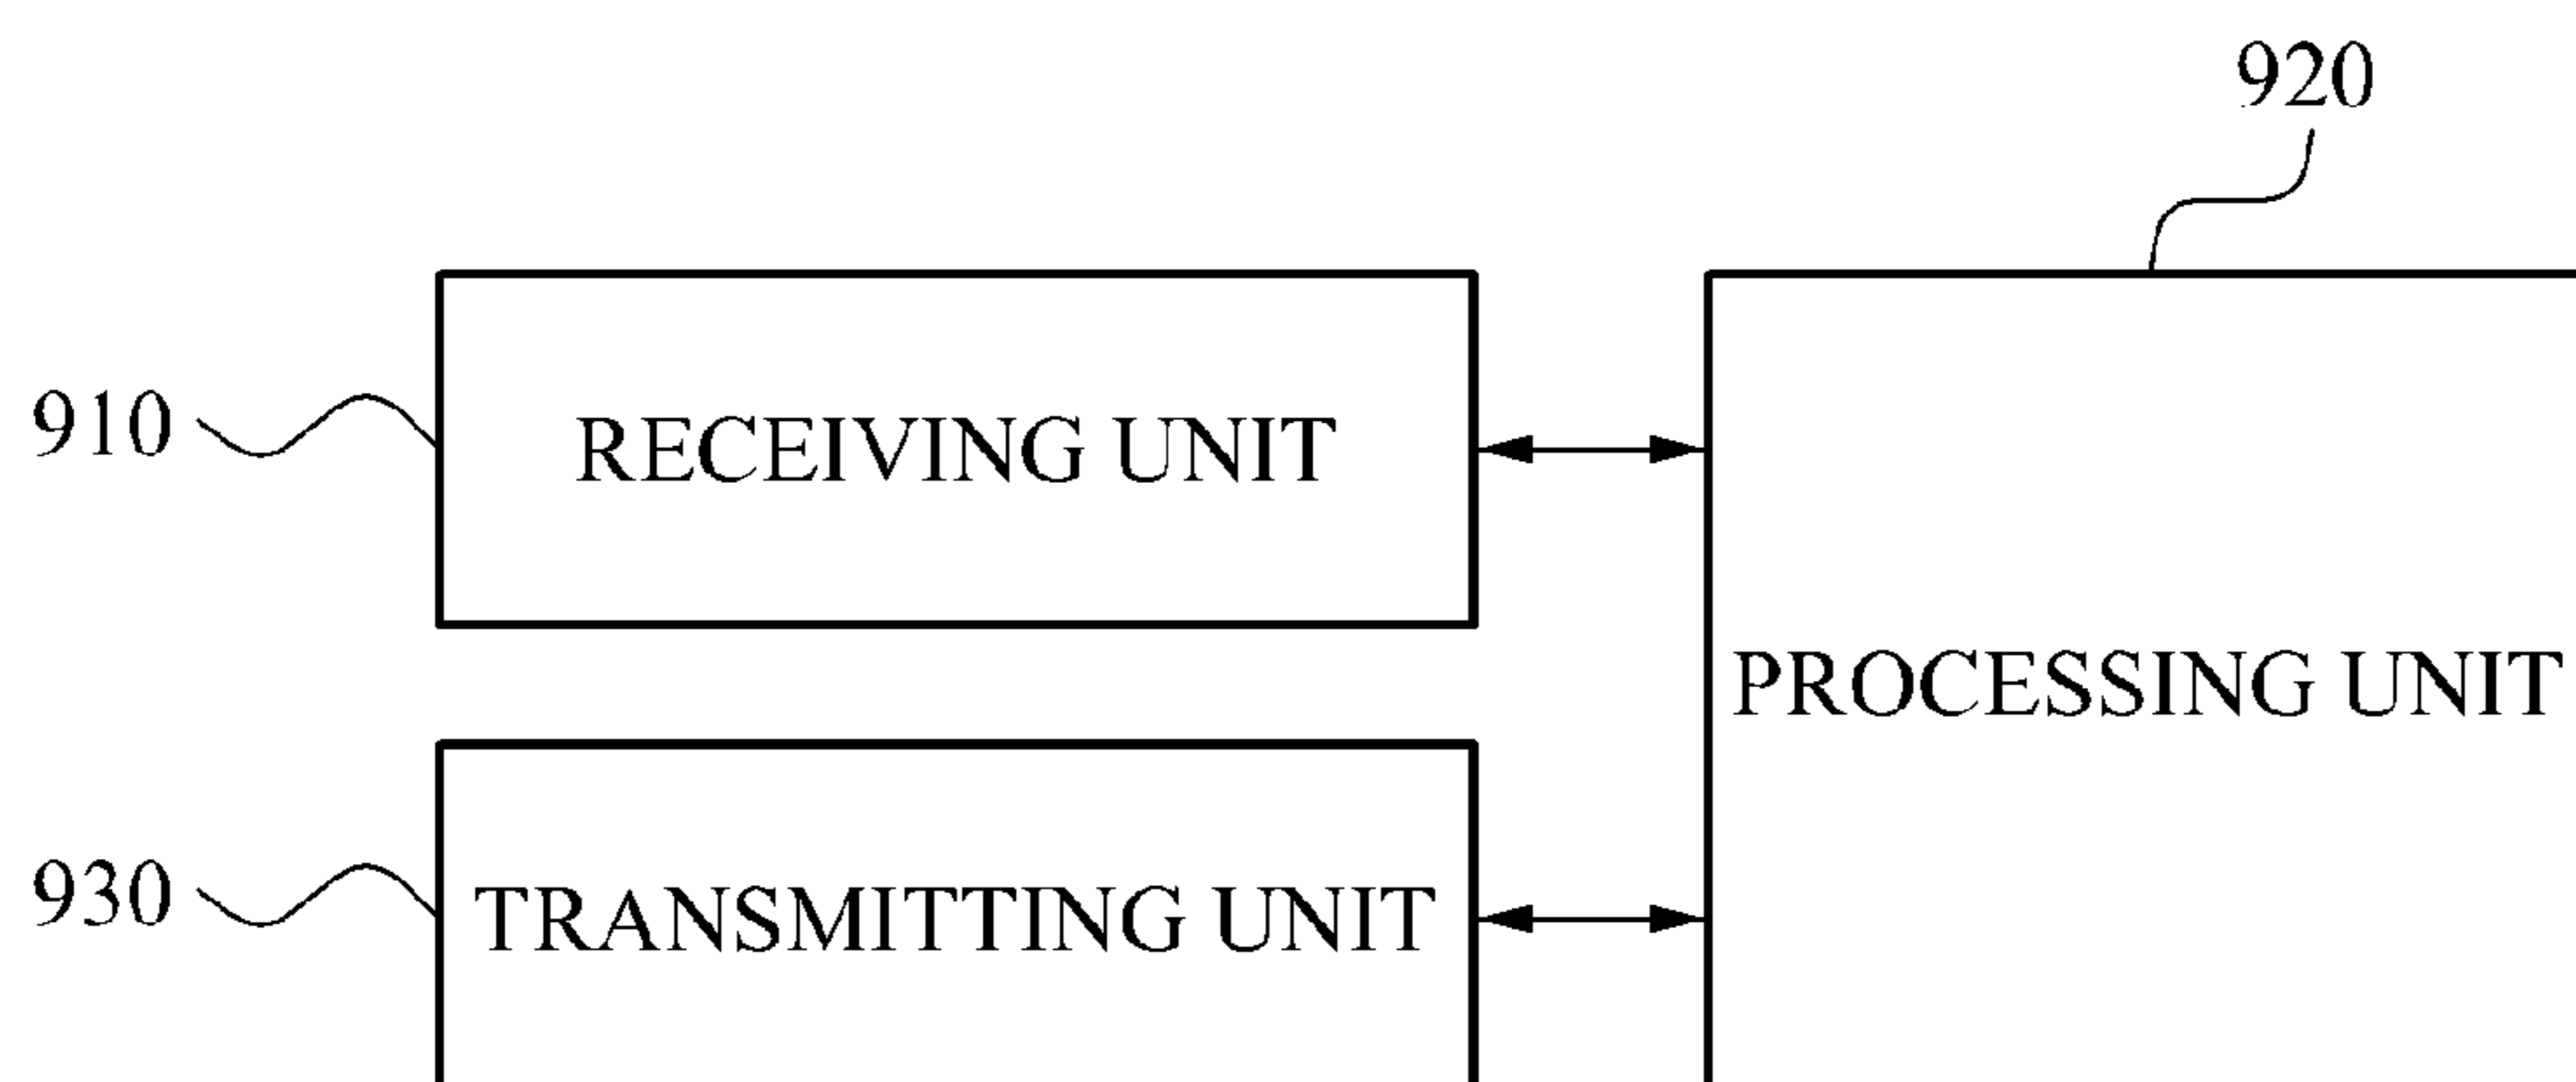 920
910
RECEIVING UNIT
PROCESSING UNIT
930
TRANSMITTING UNIT